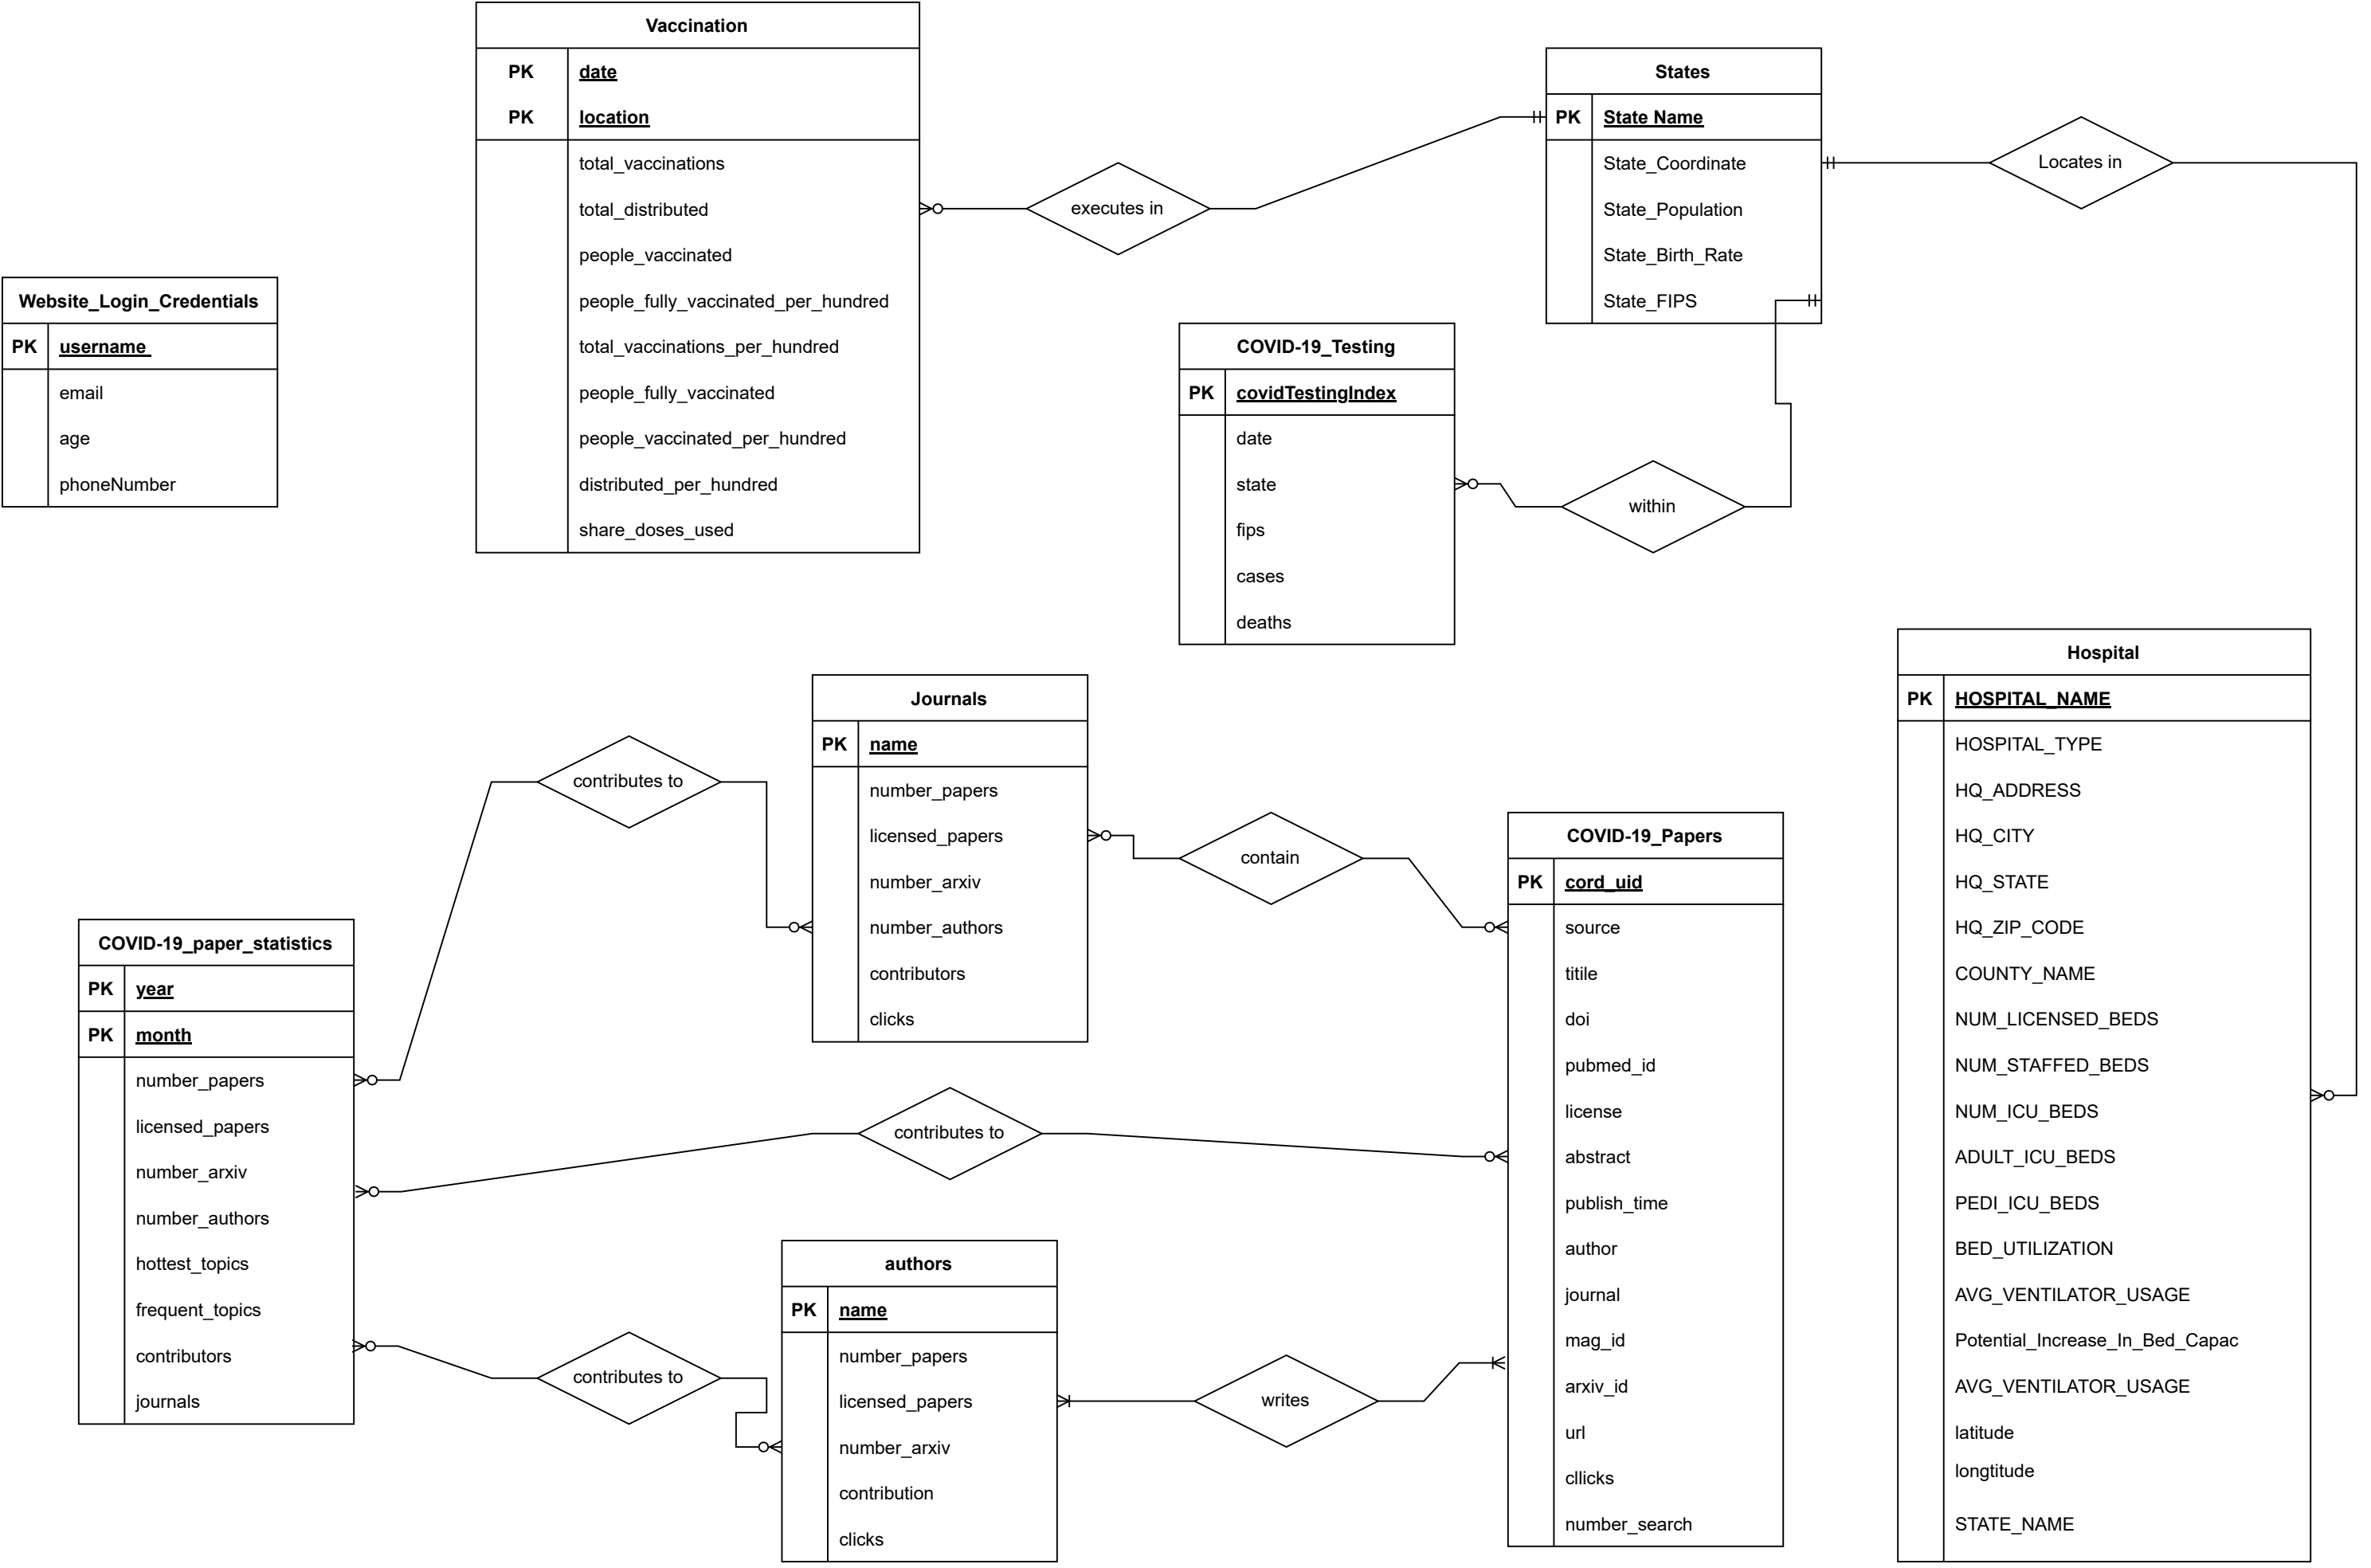 Vaccination
PK date
PK location
total_vaccinations
total_distributed
people_vaccinated
people_fully_vaccinated_per_hundred
total_vaccinations_per_hundred
people_fully_vaccinated
people_vaccinated_per_hundred
distributed_per_hundred
share_doses_used
executes in
States
PK State Name
State_Coordinate
State_Population
State_Birth_Rate
State_FIPS
Locates in
Website_Login_Credentials
PK username
email
age
phoneNumber
COVID-19_Testing
PK covidTestingIndex
date
state
fips
cases
deaths
within
Hospital
PK HOSPITAL_NAME
HOSPITAL_TYPE
HQ_ADDRESS
HQ_CITY
HQ_STATE
HQ_ZIP_CODE
COUNTY_NAME
NUM_LICENSED_BEDS
NUM_STAFFED_BEDS
NUM_ICU_BEDS
ADULT_ICU_BEDS
PEDI_ICU_BEDS
BED_UTILIZATION
AVG_VENTILATOR_USAGE
Potential_Increase_In_Bed_Capac
AVG_VENTILATOR_USAGE
latitude
longtitude
STATE_NAME
contributes to
Journals
PK name
number_papers
licensed_papers
number_arxiv
number_authors
contributors
clicks
contain
COVID-19_Papers
PK cord_uid
source
titile
doi
pubmed_id
license
abstract
publish_time
author
journal
mag_id
arxiv_id
url
cllicks
number_search
COVID-19_paper_statistics
PK year
PK month
number_papers
licensed_papers
number_arxiv
number_authors
hottest_topics
frequent_topics
contributors
journals
contributes to
contributes to
authors
PK name
number_papers
licensed_papers
number_arxiv
contribution
clicks
writes